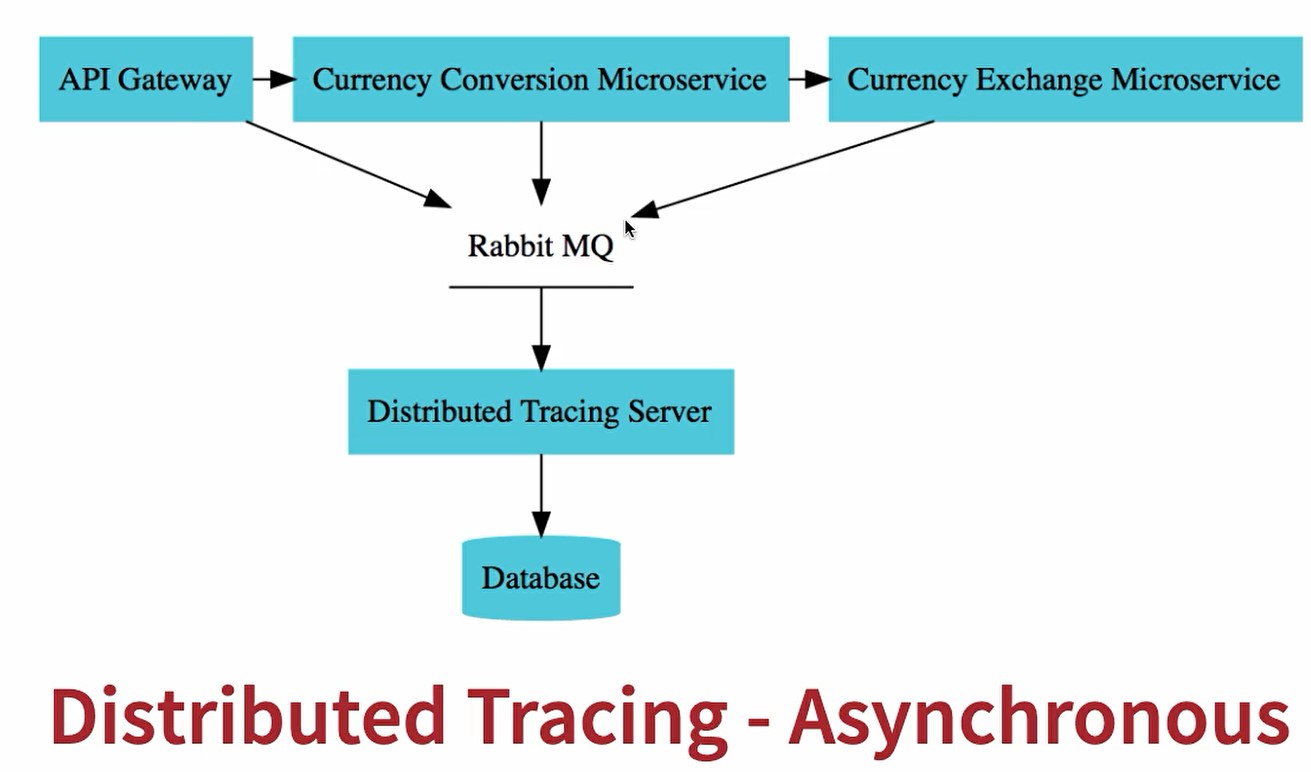 API Gateway
Currency Conversion Microservice
Currency Exchange Microservice
Rabbit MQ
Distributed Tracing Server
Database
Distributed Tracing - Asynchronous